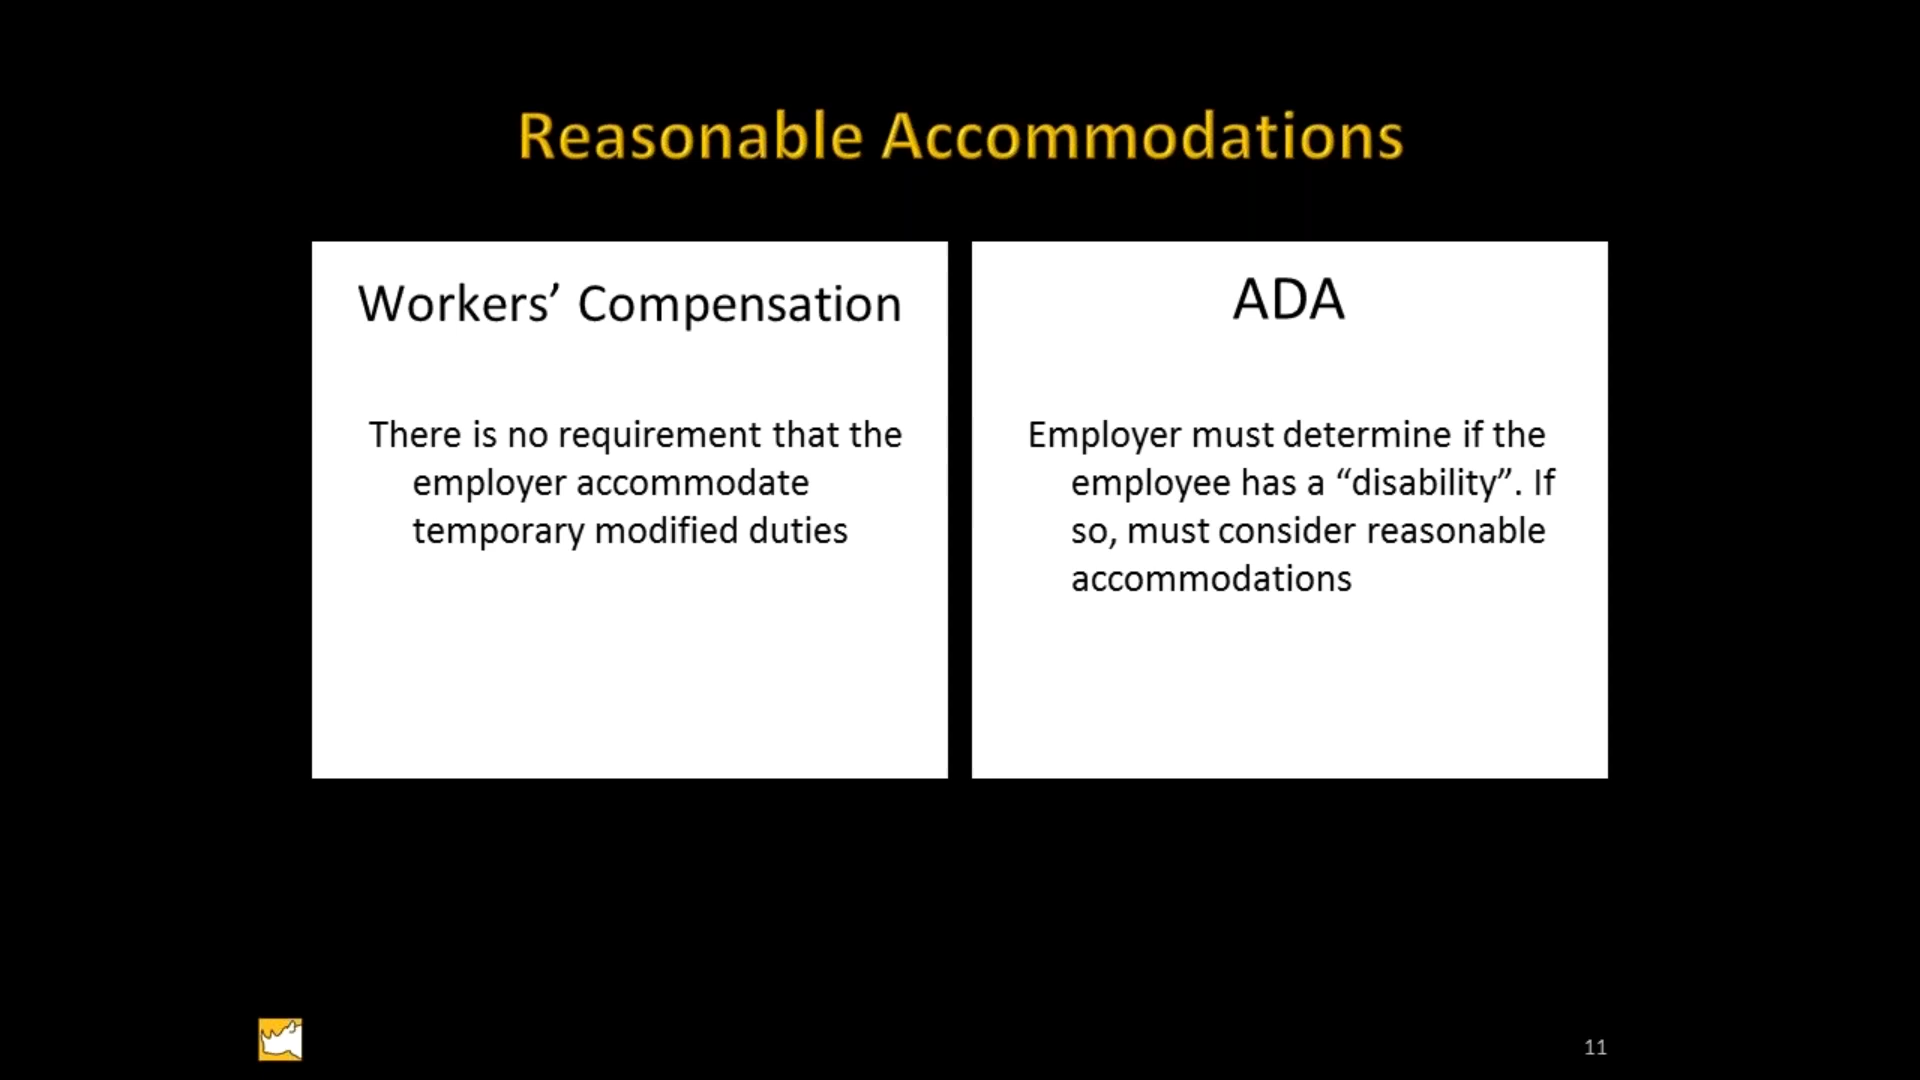 Reasonable Accommodations
Workers’ Compensation
There is no requirement that the
employer accommodate
temporary modified duties
ADA
Employer must determine if the
employee has a “disability”. If
so, must consider reasonable
accommodations
11